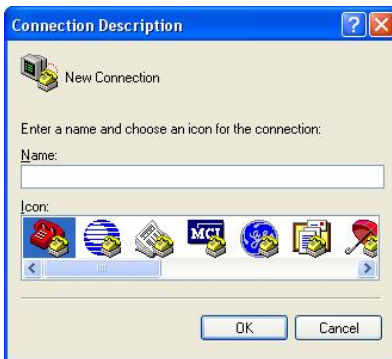 Connection Description
New Connection
Enter a name and choose an icon for the connection:
Name:
Icon:
MCI
OK
Cancel